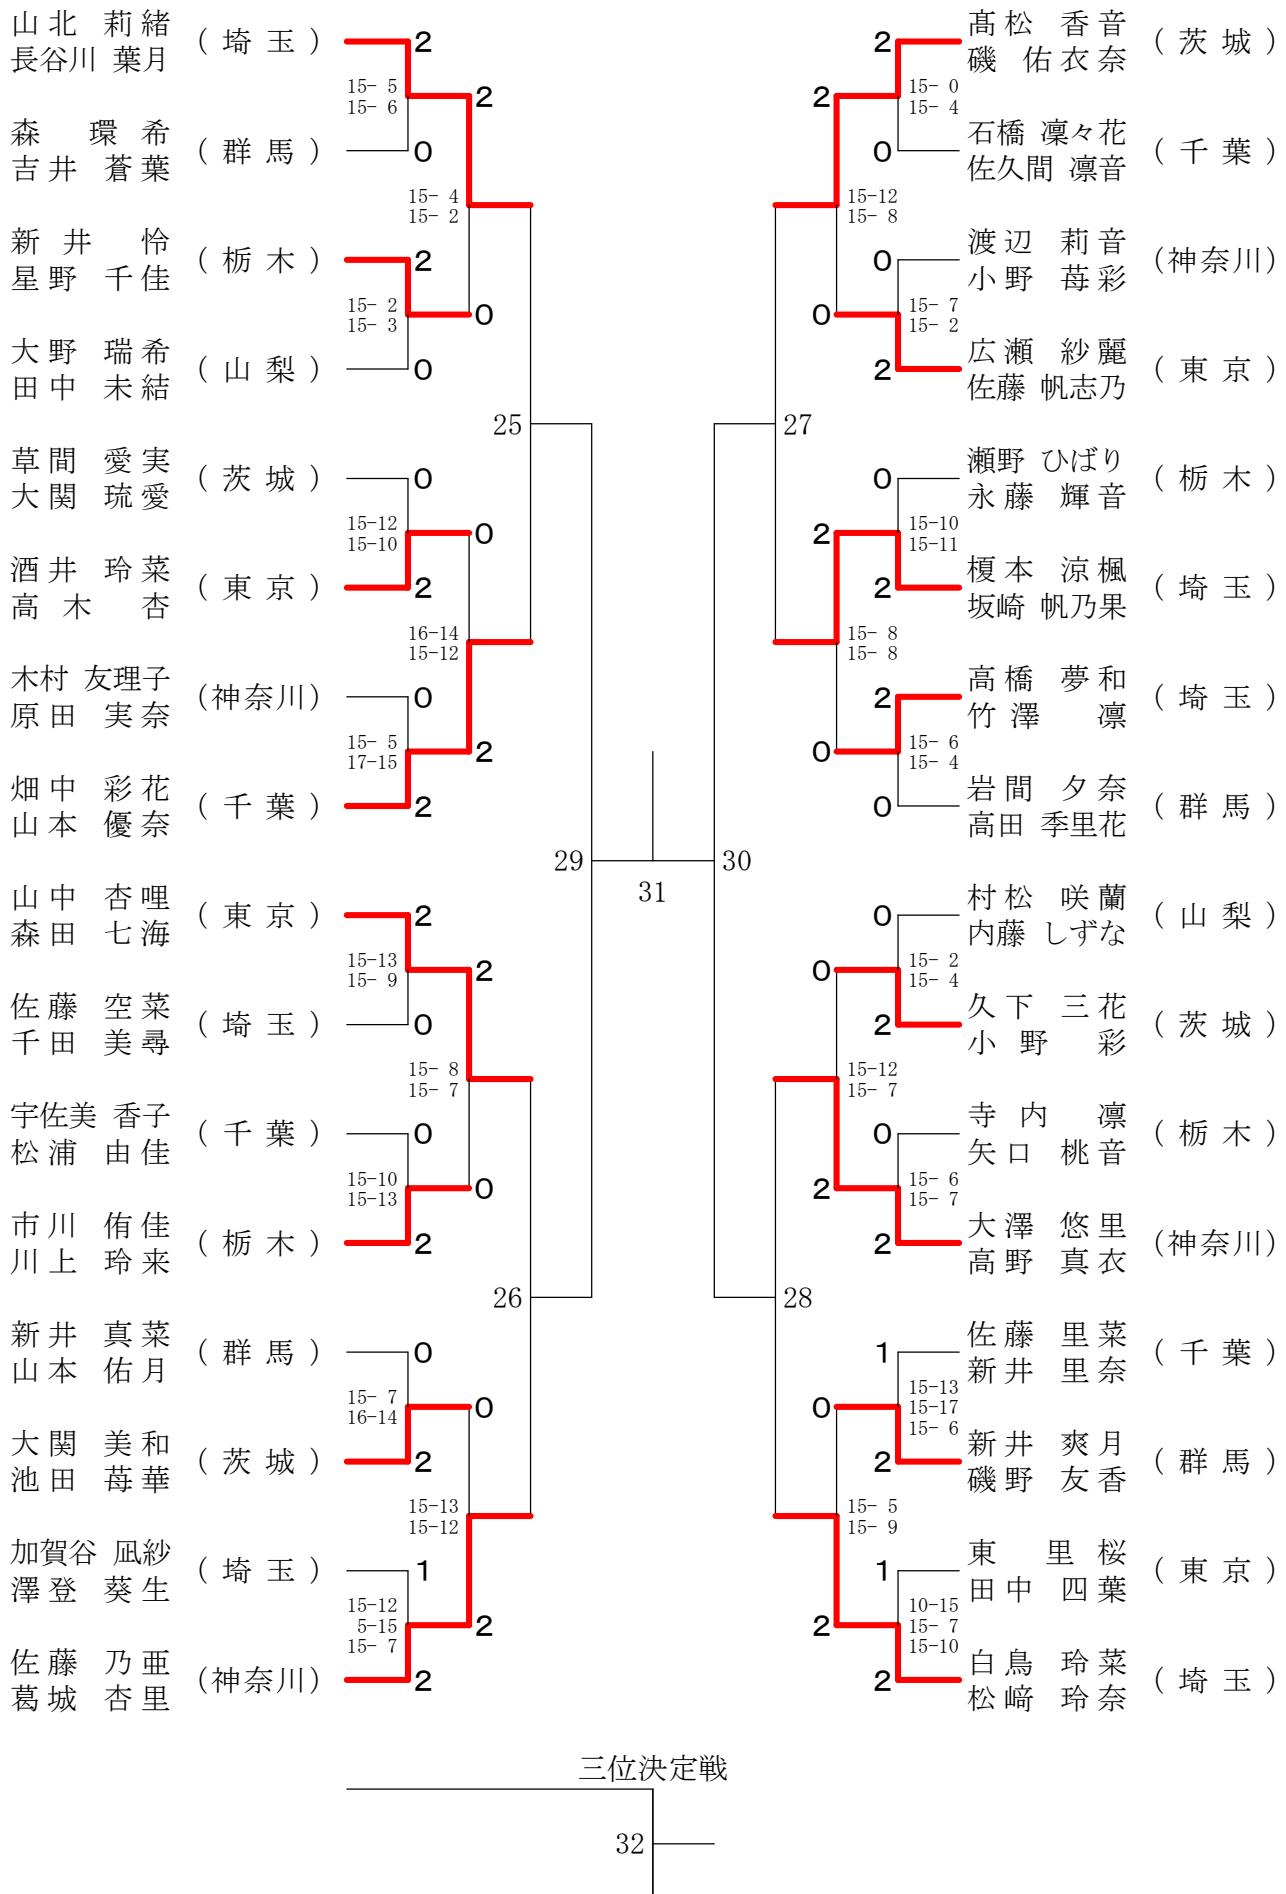 山北 莉緒
長谷川 葉月
(埼玉)
2
15- 5
15- 6
2
森 環希
吉井 蒼葉
(群馬)
0
15- 4
15- 2
新井 怜
星野 千佳
(栃木)
2
15- 2
15- 3
0
大野 瑞希
田中 未結
(山梨)
0
25
草間 愛実
大関 琉愛
(茨城)
0
15-12
15-10
0
酒井 玲菜
高木 杏
(東京)
2
16-14
15-12
木村 友理子
原田 実奈
(神奈川)
0
15- 5
17-15
2
畑中 彩花
山本 優奈
(千葉)
2
29
山中 杏哩
森田 七海
(東京)
2
15-13
15- 9
2
佐藤 空菜
千田 美尋
(埼玉)
0
15- 8
15- 7
宇佐美 香子
松浦 由佳
(千葉)
0
15-10
15-13
0
市川 侑佳
川上 玲来
(栃木)
2
26
新井 真菜
山本 佑月
(群馬)
0
15- 7
16-14
0
大関 美和
池田 苺華
(茨城)
2
15-13
15-12
加賀谷 凪紗
澤登 葵生
(埼玉)
1
15-12
5-15
15- 7
2
佐藤 乃亜
葛城 杏里
(神奈川)
2
31
髙松 香音
磯 佑衣奈
(茨城)
2
15- 0
15- 4
2
石橋 凜々花
佐久間 凛音
(千葉)
0
15-12
15- 8
渡辺 莉音
小野 苺彩
(神奈川)
0
15- 7
15- 2
0
広瀬 紗麗
佐藤 帆志乃
(東京)
2
27
瀬野 ひばり
永藤 輝音
(栃木)
0
15-10
15-11
2
榎本 涼楓
坂崎 帆乃果
(埼玉)
2
15- 8
15- 8
高橋 夢和
竹澤 凛
(埼玉)
2
15- 6
15- 4
0
岩間 夕奈
高田 季里花
(群馬)
0
30
村松 咲蘭
内藤 しずな
(山梨)
0
15- 2
15- 4
0
久下 三花
小野 彩
(茨城)
2
15-12
15- 7
寺内 凛
矢口 桃音
(栃木)
0
15- 6
15- 7
2
大澤 悠里
高野 真衣
(神奈川)
2
28
佐藤 里菜
新井 里奈
(千葉)
1
15-13
15-17
15- 6
0
新井 爽月
磯野 友香
(群馬)
2
15- 5
15- 9
東 里桜
田中 四葉
(東京)
1
10-15
15- 7
15-10
2
白鳥 玲菜
松﨑 玲奈
(埼玉)
2
三位決定戦
32